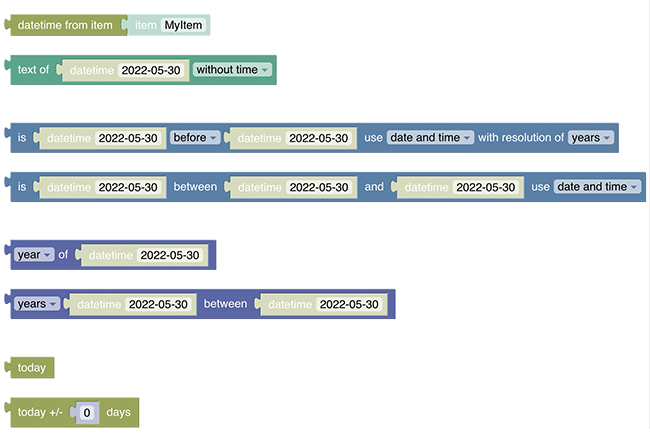 datetime from item item MyItem
text of datetime 2022-05-30 without time
is datetime 2022-05-30 before datetime 2022-05-30 use date and time with resolution of years
is datetime 2022-05-30 between datetime 2022-05-30 and datetime 2022-05-30 use date and time
year of datetime 2022-05-30
years datetime 2022-05-30 between datetime 2022-05-30
today
today +/- 0 days